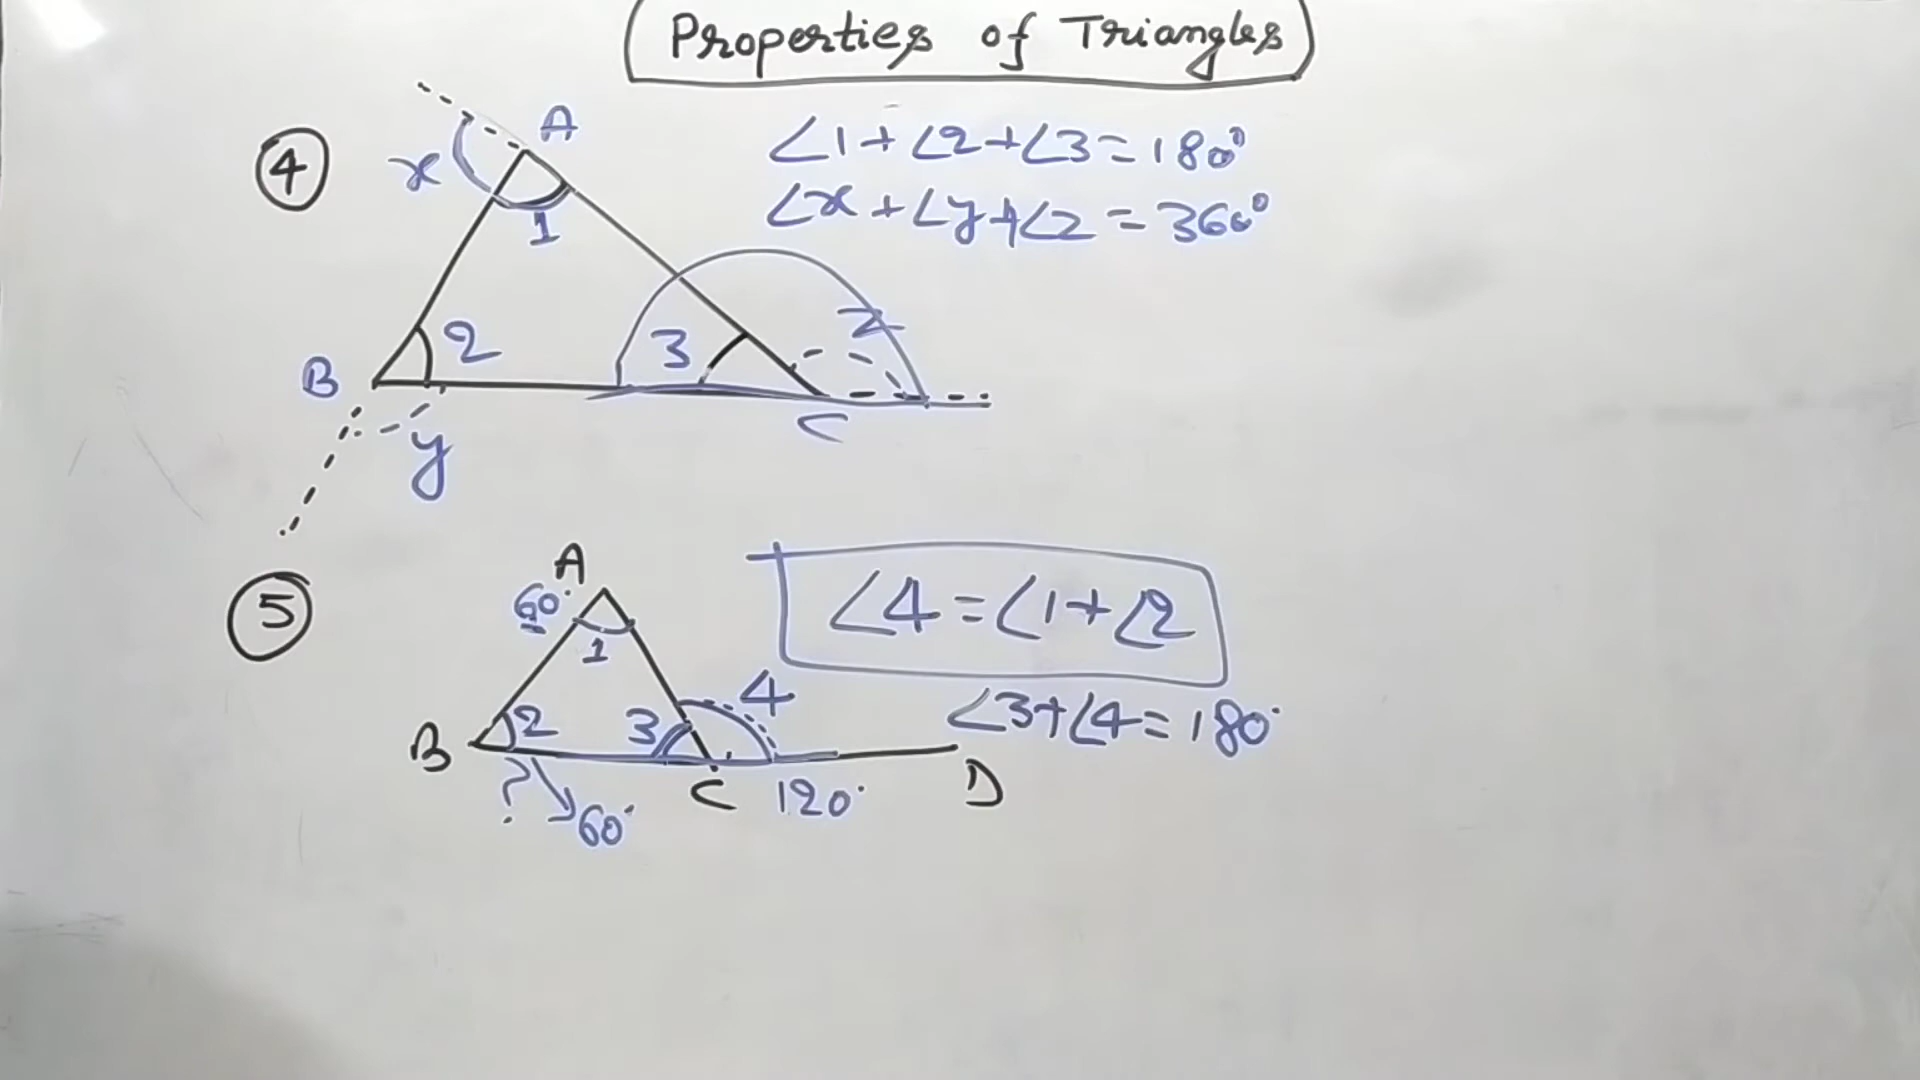 Properties of Triangles
4
A
x
1
∠1+∠2+∠3=180°
∠x+∠y+∠z=360°
B
2
3
z
C
y
5
A
60°
1
∠4=∠1+∠2
B
2
3
4
∠3+∠4=180°
?
60°
C
120°
D